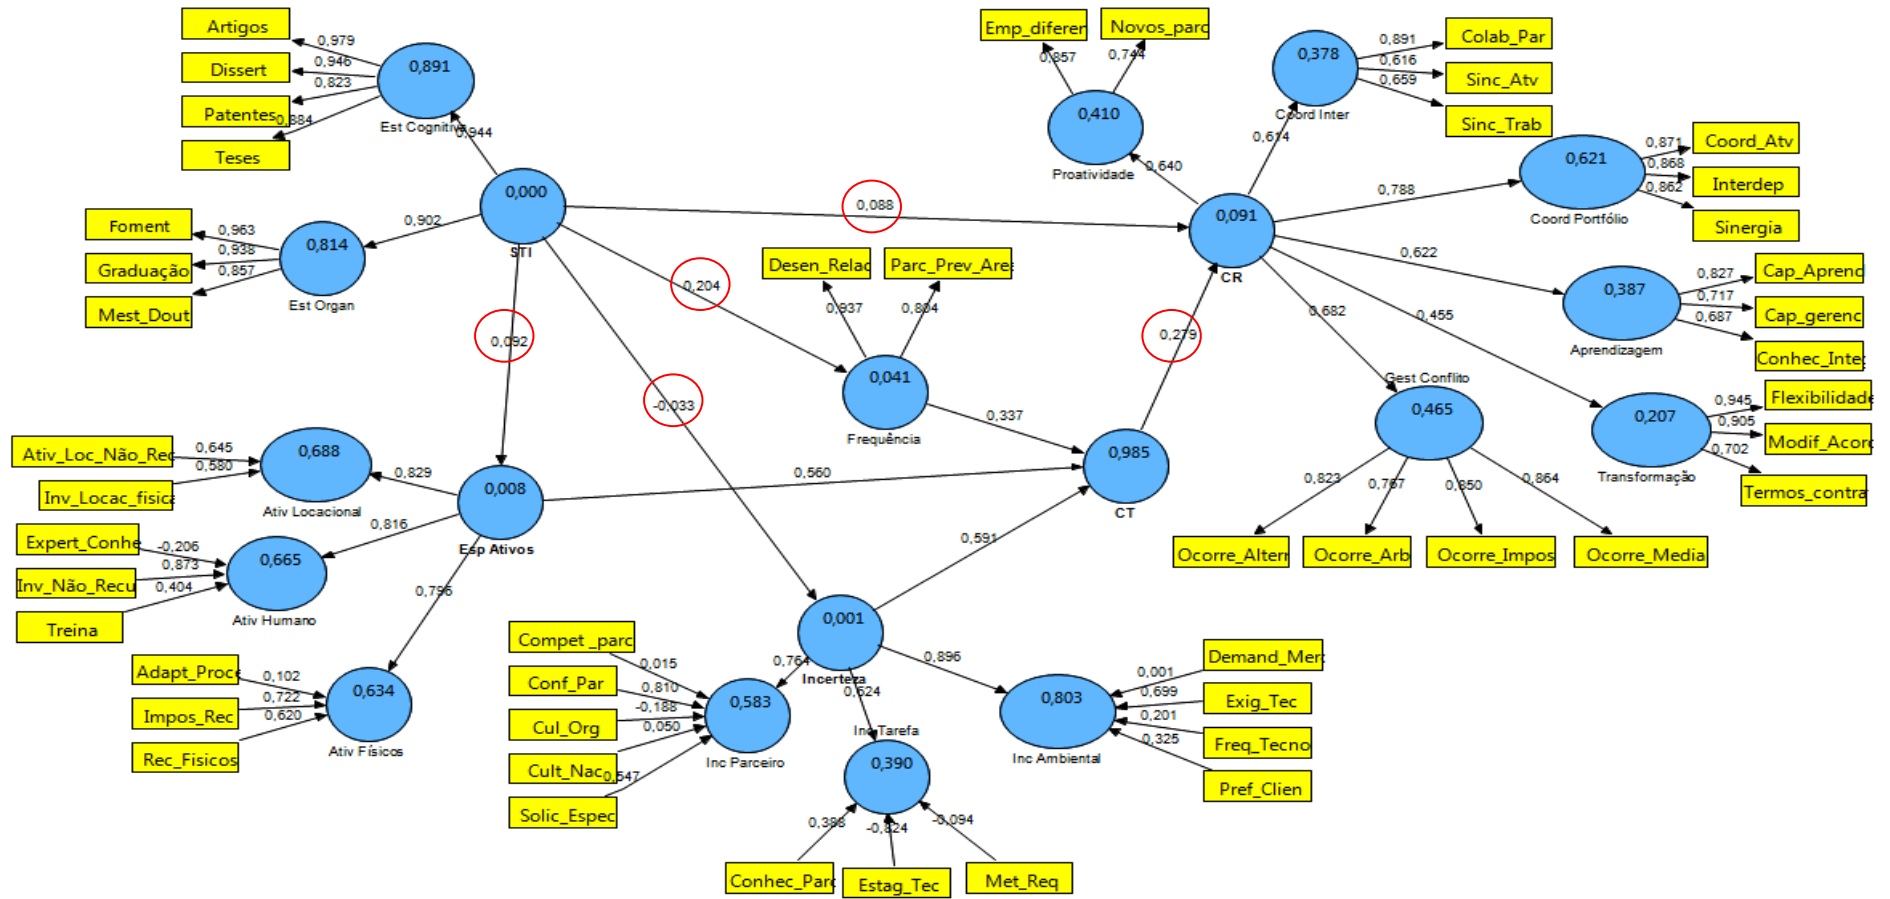 Artigos
0,979
Dissert
0,946
0,823
Patentes
0,884
Teses
0,891
Est Cognitiva
0,944
Foment
0,963
Graduação
0,938
0,857
Mest_Dout
0,814
Est Organ
0,902
0,000
STI
0,088
0,204
0,092
-0,033
Emp_diferen
Novos_parc
0,857
0,744
0,410
Proatividade
0,640
0,378
Coord Inter
0,614
0,891
Colab_Par
0,616
Sinc_Atv
0,659
Sinc_Trab
0,621
Coord Portfólio
0,788
0,871
Coord_Atv
0,868
Interdep
0,862
Sinergia
0,091
CR
0,622
0,387
Aprendizagem
0,827
Cap_Aprend
0,717
Cap_gerenc
0,687
Conhec_Inte
0,682
0,455
0,207
Transformação
0,945
Flexibilidade
0,905
Modif_Acord
0,702
Termos_contra
Gest Conflito
0,465
0,823
0,767
0,850
0,864
Ocorre_Altern
Ocorre_Arb
Ocorre_Impos
Ocorre_Media
Desen_Relac
Parc_Prev_Ares
0,937
0,804
0,041
Frequência
0,337
0,279
0,985
CT
0,560
0,591
Ativ_Loc_Não_Rec
0,645
0,580
Inv_Locac_fisica
0,688
Ativ Locacional
0,829
0,008
Esp Ativos
0,816
0,796
Expert_Conhe
-0,206
0,873
Inv_Não_Recu
0,404
Treina
0,665
Ativ Humano
Adapt_Proce
0,102
0,722
Impos_Rec
0,620
Rec_Fisicos
0,634
Ativ Físicos
0,001
Incerteza
0,764
0,624
0,896
Compet _parc
0,015
Conf_Par
0,810
-0,188
Cul_Org
0,050
Cult_Nac
0,547
Solic_Espec
0,583
Inc Parceiro
Inc Tarefa
0,390
0,388
-0,824
-0,094
Conhec_Parc
Estag_Tec
Met_Req
0,803
Inc Ambiental
Demand_Mer
0,001
0,699
Exig_Tec
0,201
Freq_Tecno
0,325
Pref_Clien